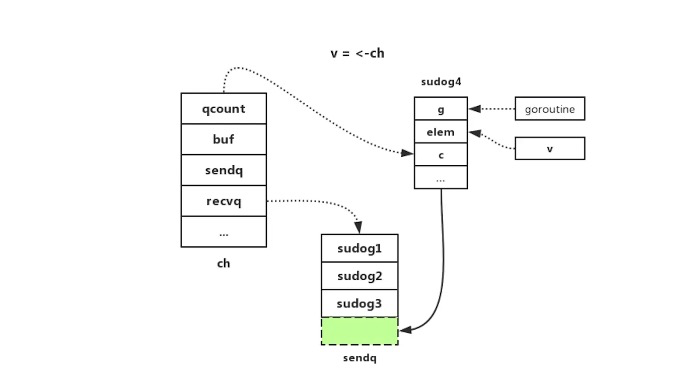 v = <-ch
sudog4
qcount
buf
sendq
recvq
...
ch
g
elem
c
...
goroutine
v
sudog1
sudog2
sudog3
sendq